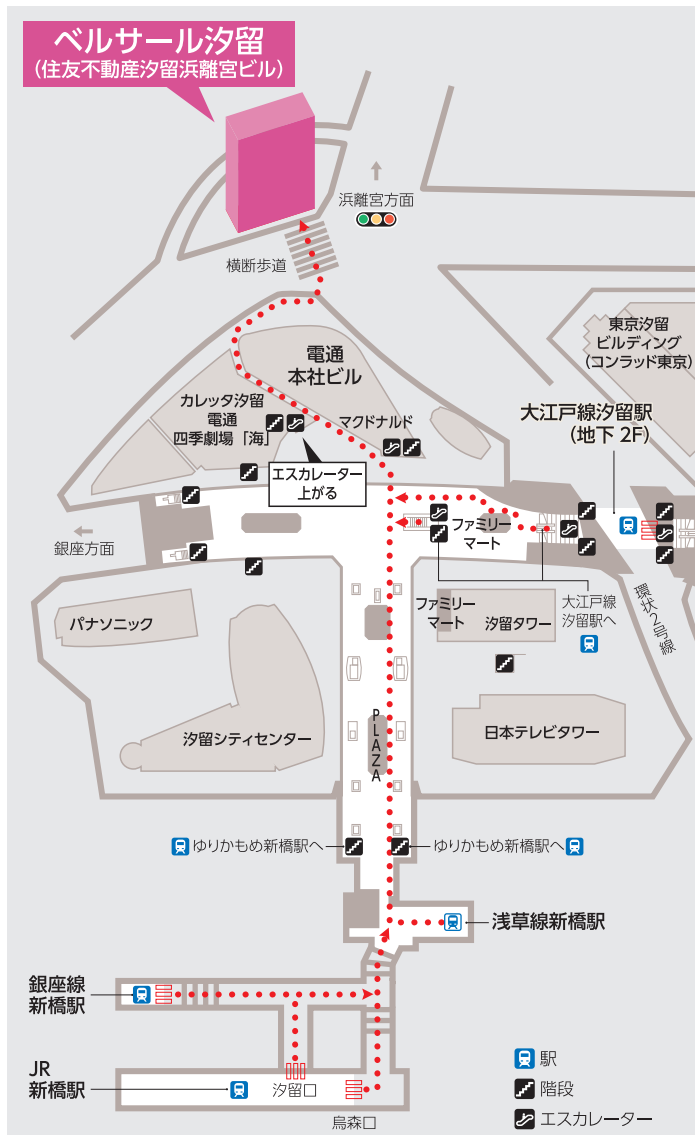 ベルサール汐留
（住友不動産汐留浜離宮ビル）
浜離宮方面
横断歩道
東京汐留
ビルディング
（コンラッド東京）
電通
本社ビル
カレッタ汐留
電通
四季劇場「海」
マクドナルド
大江戸線汐留駅
（地下 2F）
エスカレーター
上がる
ファミリー
マート
銀座方面
環状2号線
大江戸線
汐留駅へ
ファミリー
マート
汐留タワー
パナソニック
汐留シティセンター
PLAZA
日本テレビタワー
ゆりかもめ新橋駅へ
ゆりかもめ新橋駅へ
浅草線新橋駅
銀座線
新橋駅
JR
新橋駅
汐留口
烏森口
駅
階段
エスカレーター